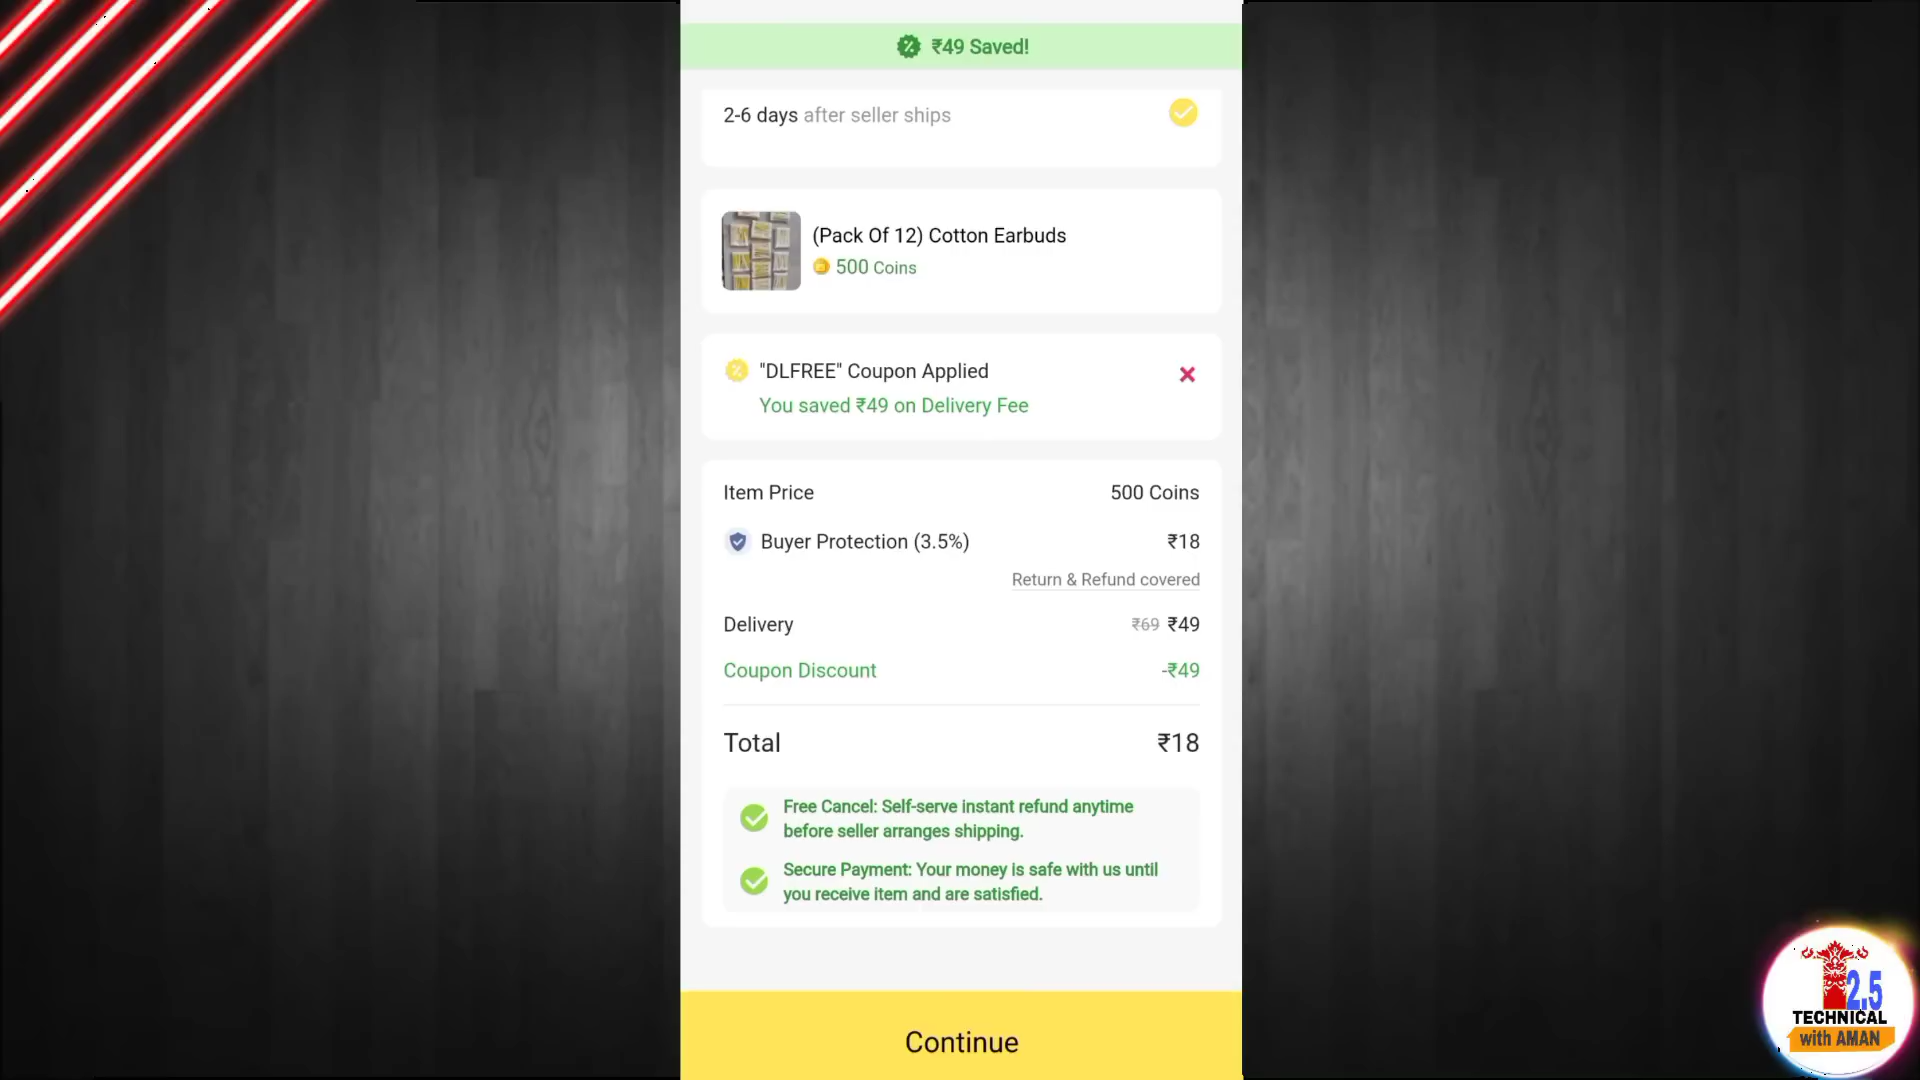 ₹49 Saved!
2-6 days after seller ships
(Pack Of 12) Cotton Earbuds
500 Coins
"DLFREE" Coupon Applied
You saved ₹49 on Delivery Fee
Item Price 500 Coins
Buyer Protection (3.5%) ₹18
Return & Refund covered
Delivery ₹69 ₹49
Coupon Discount -₹49
Total ₹18
Free Cancel: Self-serve instant refund anytime
before seller arranges shipping.
Secure Payment: Your money is safe with us until
you receive item and are satisfied.
Continue
2.5
TECHNICAL
with AMAN